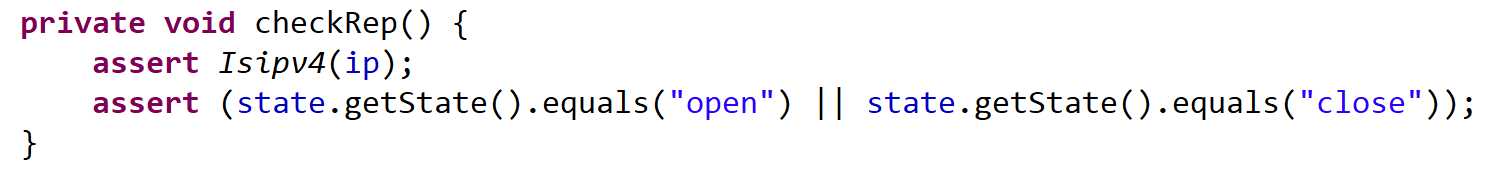 private void checkRep() {
    assert Isipv4(ip);
    assert (state.getState().equals("open") || state.getState().equals("close"));
}